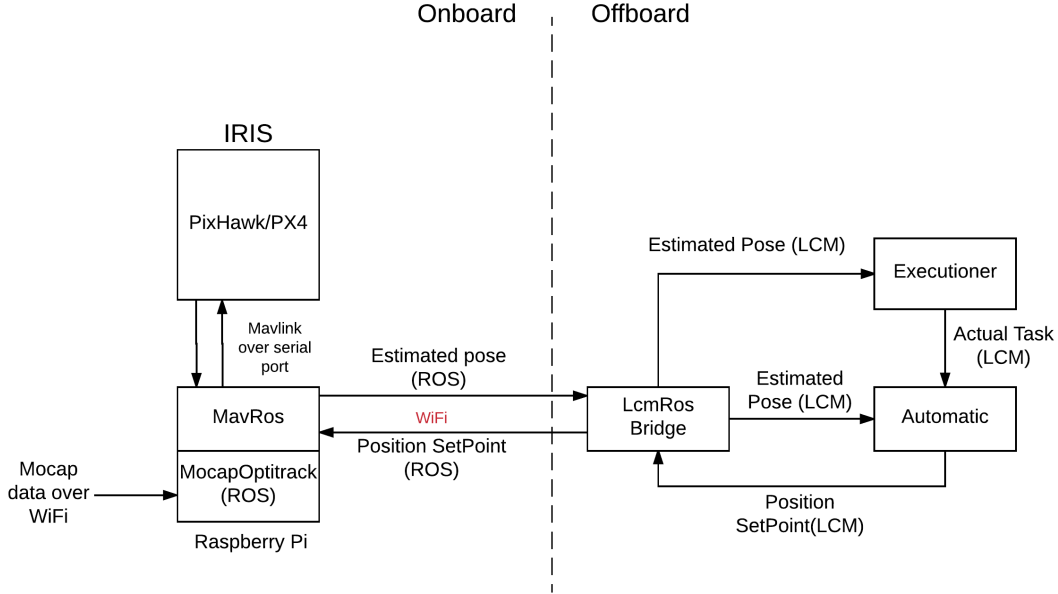 Onboard
Offboard
IRIS
PixHawk/PX4
Mavlink
over serial
port
Estimated pose
(ROS)
WiFi
Position SetPoint
(ROS)
MavRos
MocapOptitrack
(ROS)
Raspberry Pi
Mocap
data over
WiFi
Estimated Pose (LCM)
Executioner
Actual Task
(LCM)
Estimated
Pose (LCM)
LcmRos
Bridge
Automatic
Position
SetPoint(LCM)